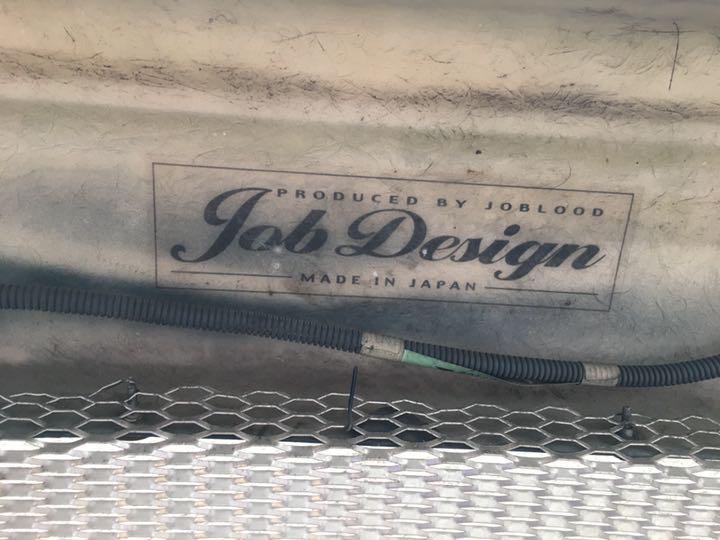 PRODUCED BY JOBLOOD
Job Design
MADE IN JAPAN